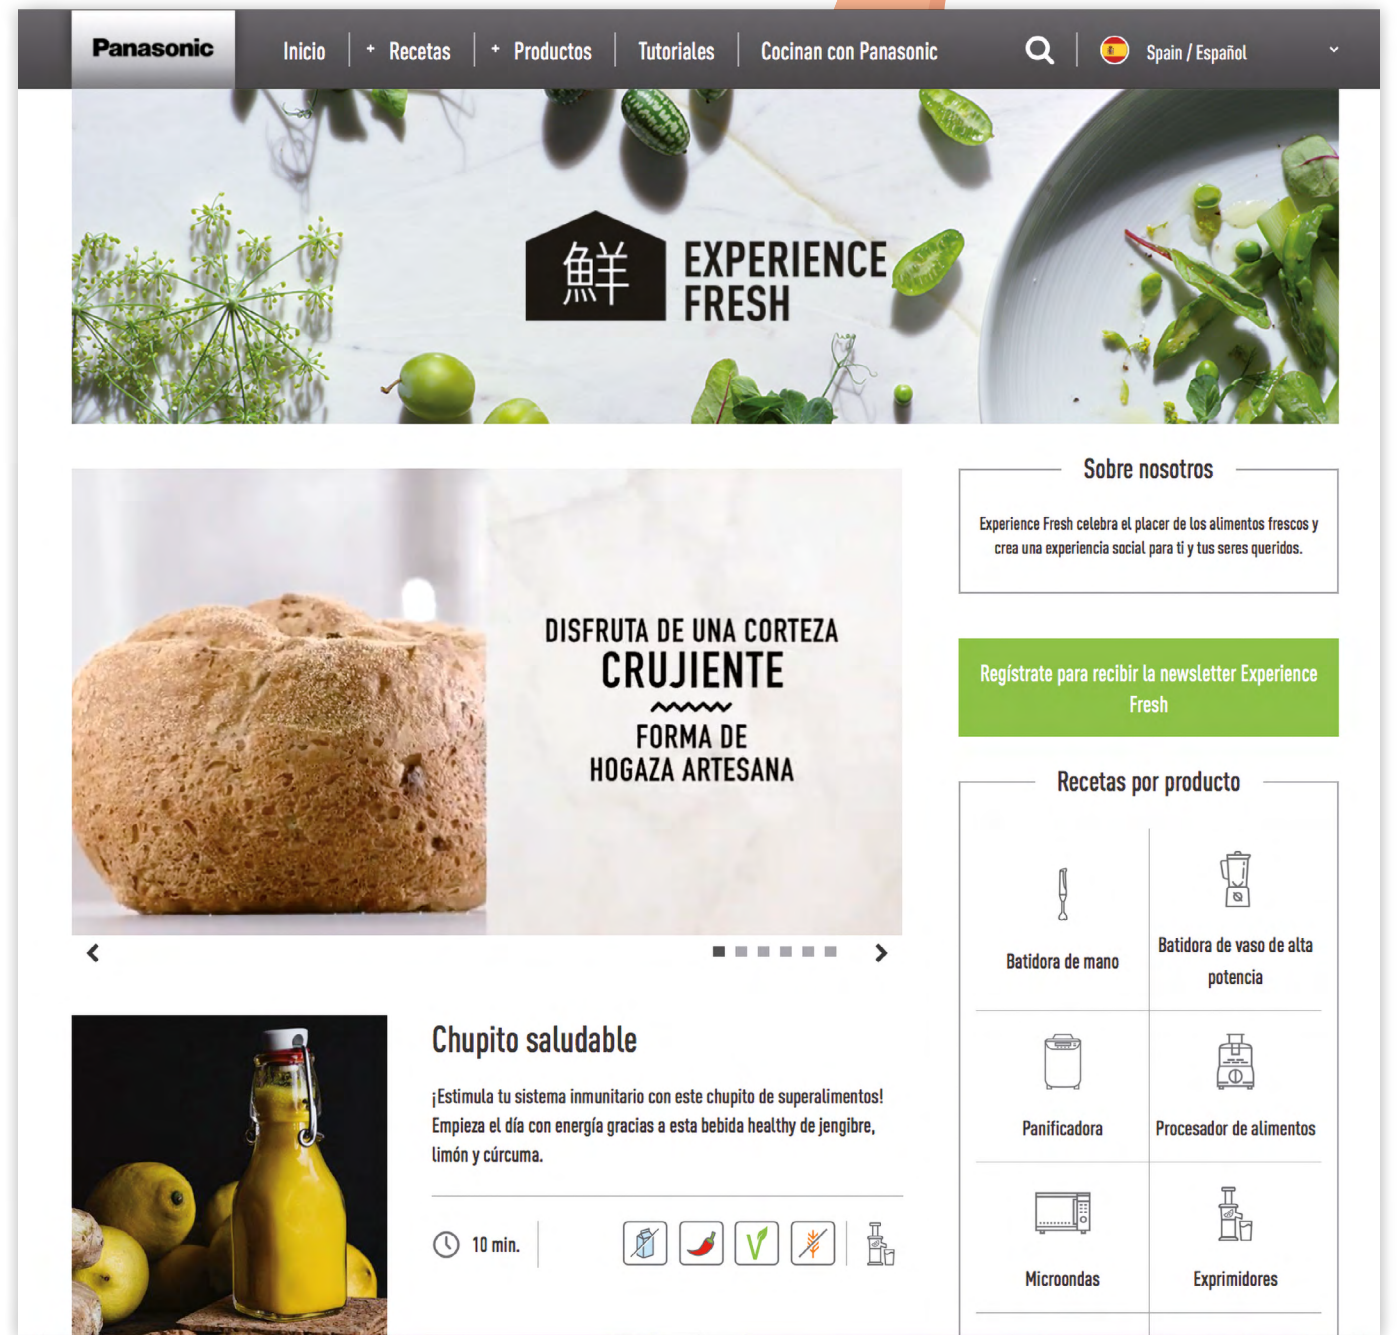 Panasonic
Inicio
+ Recetas
+ Productos
Tutoriales
Cocinan con Panasonic
Spain / Español
鮮
EXPERIENCE
FRESH
DISFRUTA DE UNA CORTEZA
CRUJIENTE
FORMA DE
HOGAZA ARTESANA
Chupito saludable
¡Estimula tu sistema inmunitario con este chupito de superalimentos!
Empieza el día con energía gracias a esta bebida healthy de jengibre,
limón y cúrcuma.
10 min.
Sobre nosotros
Experience Fresh celebra el placer de los alimentos frescos y
crea una experiencia social para ti y tus seres queridos.
Regístrate para recibir la newsletter Experience
Fresh
Recetas por producto
Batidora de mano
Batidora de vaso de alta
potencia
Panificadora
Procesador de alimentos
Microondas
Exprimidores